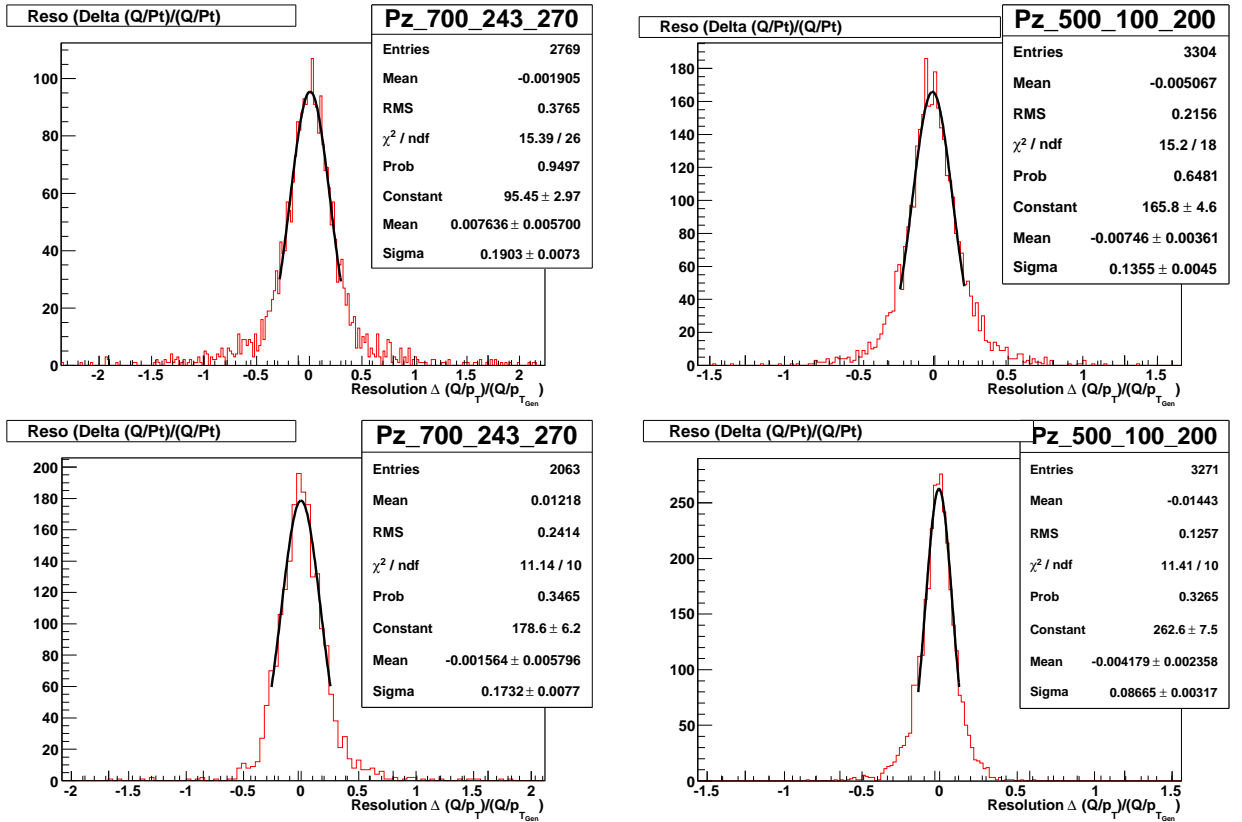 Reso (Delta (Q/Pt)/(Q/Pt)
Pz_700_243_270
Entries 2769
Mean -0.001905
RMS 0.3765
χ² / ndf 15.39 / 26
Prob 0.9497
Constant 95.45 ± 2.97
Mean 0.007636 ± 0.005700
Sigma 0.1903 ± 0.0073
100
80
60
40
20
0
-2 -1.5 -1 -0.5 0 0.5 1 1.5 2
Resolution Δ (Q/p_T)/(Q/p_T_Gen)
Reso (Delta (Q/Pt)/(Q/Pt)
Pz_500_100_200
Entries 3304
Mean -0.005067
RMS 0.2156
χ² / ndf 15.2 / 18
Prob 0.6481
Constant 165.8 ± 4.6
Mean -0.00746 ± 0.00361
Sigma 0.1355 ± 0.0045
180
160
140
120
100
80
60
40
20
0
-1.5 -1 -0.5 0 0.5 1 1.5
Resolution Δ (Q/p_T)/(Q/p_T_Gen)
Reso (Delta (Q/Pt)/(Q/Pt)
Pz_700_243_270
Entries 2063
Mean 0.01218
RMS 0.2414
χ² / ndf 11.14 / 10
Prob 0.3465
Constant 178.6 ± 6.2
Mean -0.001564 ± 0.005796
Sigma 0.1732 ± 0.0077
200
180
160
140
120
100
80
60
40
20
0
-2 -1.5 -1 -0.5 0 0.5 1 1.5 2
Resolution Δ (Q/p_T)/(Q/p_T_Gen)
Reso (Delta (Q/Pt)/(Q/Pt)
Pz_500_100_200
Entries 3271
Mean -0.01443
RMS 0.1257
χ² / ndf 11.41 / 10
Prob 0.3265
Constant 262.6 ± 7.5
Mean -0.004179 ± 0.002358
Sigma 0.08665 ± 0.00317
250
200
150
100
50
0
-1.5 -1 -0.5 0 0.5 1 1.5
Resolution Δ (Q/p_T)/(Q/p_T_Gen)